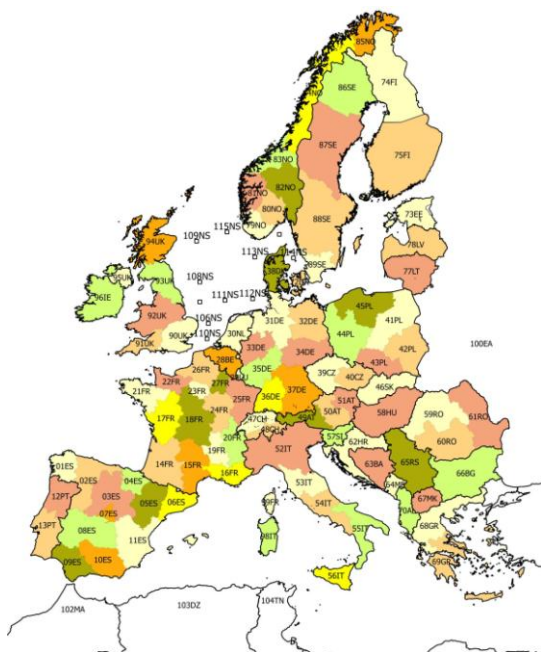 85NO
74FI
86SE
87SE
75FI
83NO
82NO
81NO
80NO
79NO
88SE
115NS
109NS
73EE
94UK
113NS
114NS
89SE
78LV
95UK
93UK
108NS
77LT
96IE
111NS
112NS
45PL
92UK
106NS
31DE
32DE
41PL
90UK
110NS
30NL
44PL
100EA
91UK
33DE
34DE
42PL
28BE
35DE
43PL
26FR
39CZ
40CZ
22FR
27FR
37DE
46SK
21FR
23FR
25FR
36DE
51AT
17FR
24FR
49AT
50AT
58HU
59RO
61RO
18FR
47CH
48CH
20FR
57SI
60RO
19FR
52IT
62HR
14FR
15FR
63BA
65RS
01ES
16FR
53IT
66BG
02ES
04ES
12PT
03ES
05ES
06ES
54IT
67MK
07ES
99FR
70AL
13PT
08ES
55IT
68GR
11ES
98IT
09ES
10ES
56IT
69GR
102MA
103DZ
104TN